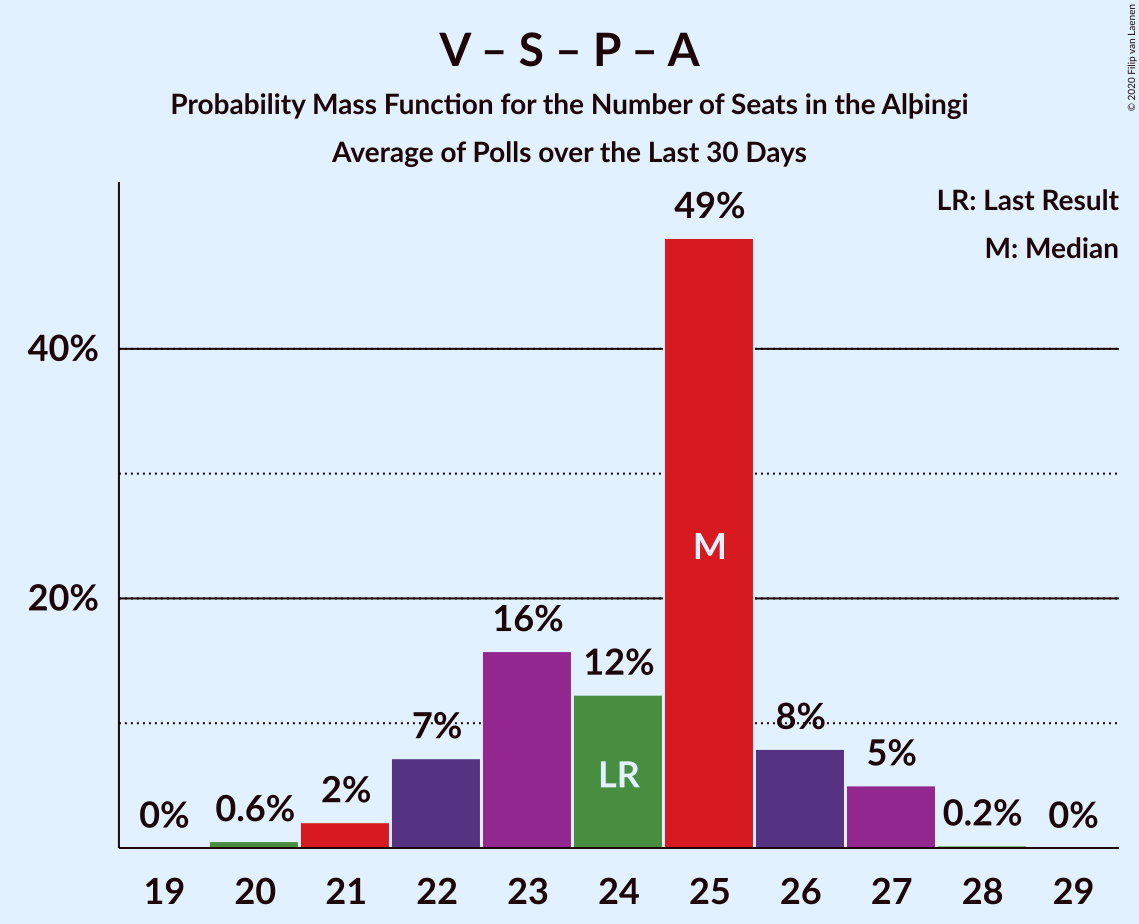 V – S – P – A
Probability Mass Function for the Number of Seats in the Alþingi
Average of Polls over the Last 30 Days
© 2020 Filip van Laenen
LR: Last Result
M: Median
40%
20%
0%
0.6%
2%
7%
16%
12%
49%
8%
5%
0.2%
0%
LR
M
19 20 21 22 23 24 25 26 27 28 29